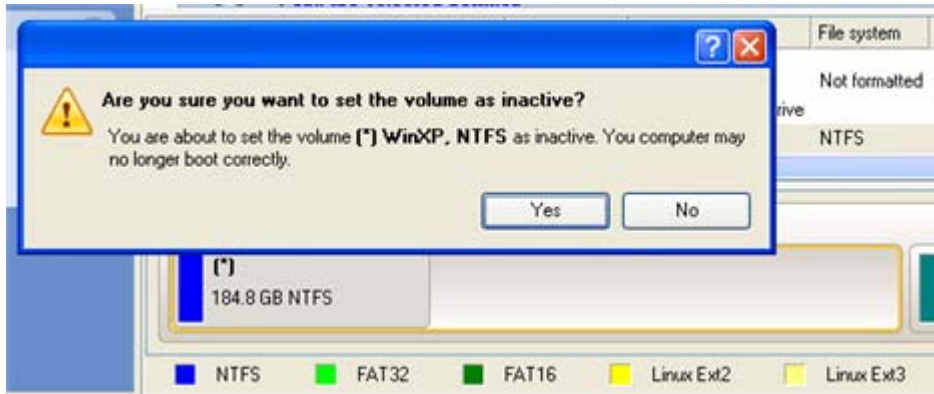 File system
Not formatted
rive
NTFS
Are you sure you want to set the volume as inactive?
You are about to set the volume (*) WinXP, NTFS as inactive. You computer may
no longer boot correctly.
Yes No
(*)
184.8 GB NTFS
NTFS FAT32 FAT16 Linux Ext2 Linux Ext3